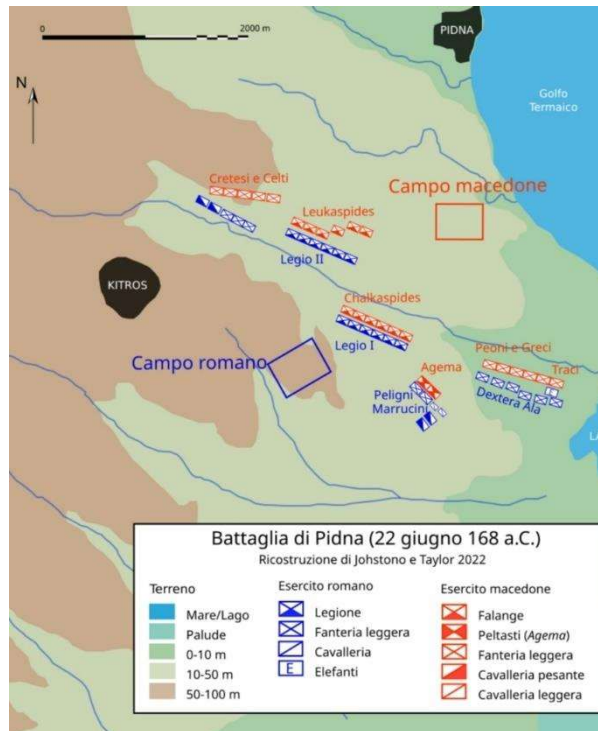 0 2000 m
PIDNA
N
Golfo
Termaico
Cretesi e Celti
Campo macedone
Leukaspides
Legio II
KITROS
Chalkaspides
Legio I
Campo romano
Agema
Peoni e Greci
Traci
Peligni
Marrucini
Dextera Ala
LA
Battaglia di Pidna (22 giugno 168 a.C.)
Ricostruzione di Johstono e Taylor 2022
Terreno
Mare/Lago
Palude
0-10 m
10-50 m
50-100 m
Esercito romano
Legione
Fanteria leggera
Cavalleria
E Elefanti
Esercito macedone
Falange
Peltasti (Agema)
Fanteria leggera
Cavalleria pesante
Cavalleria leggera